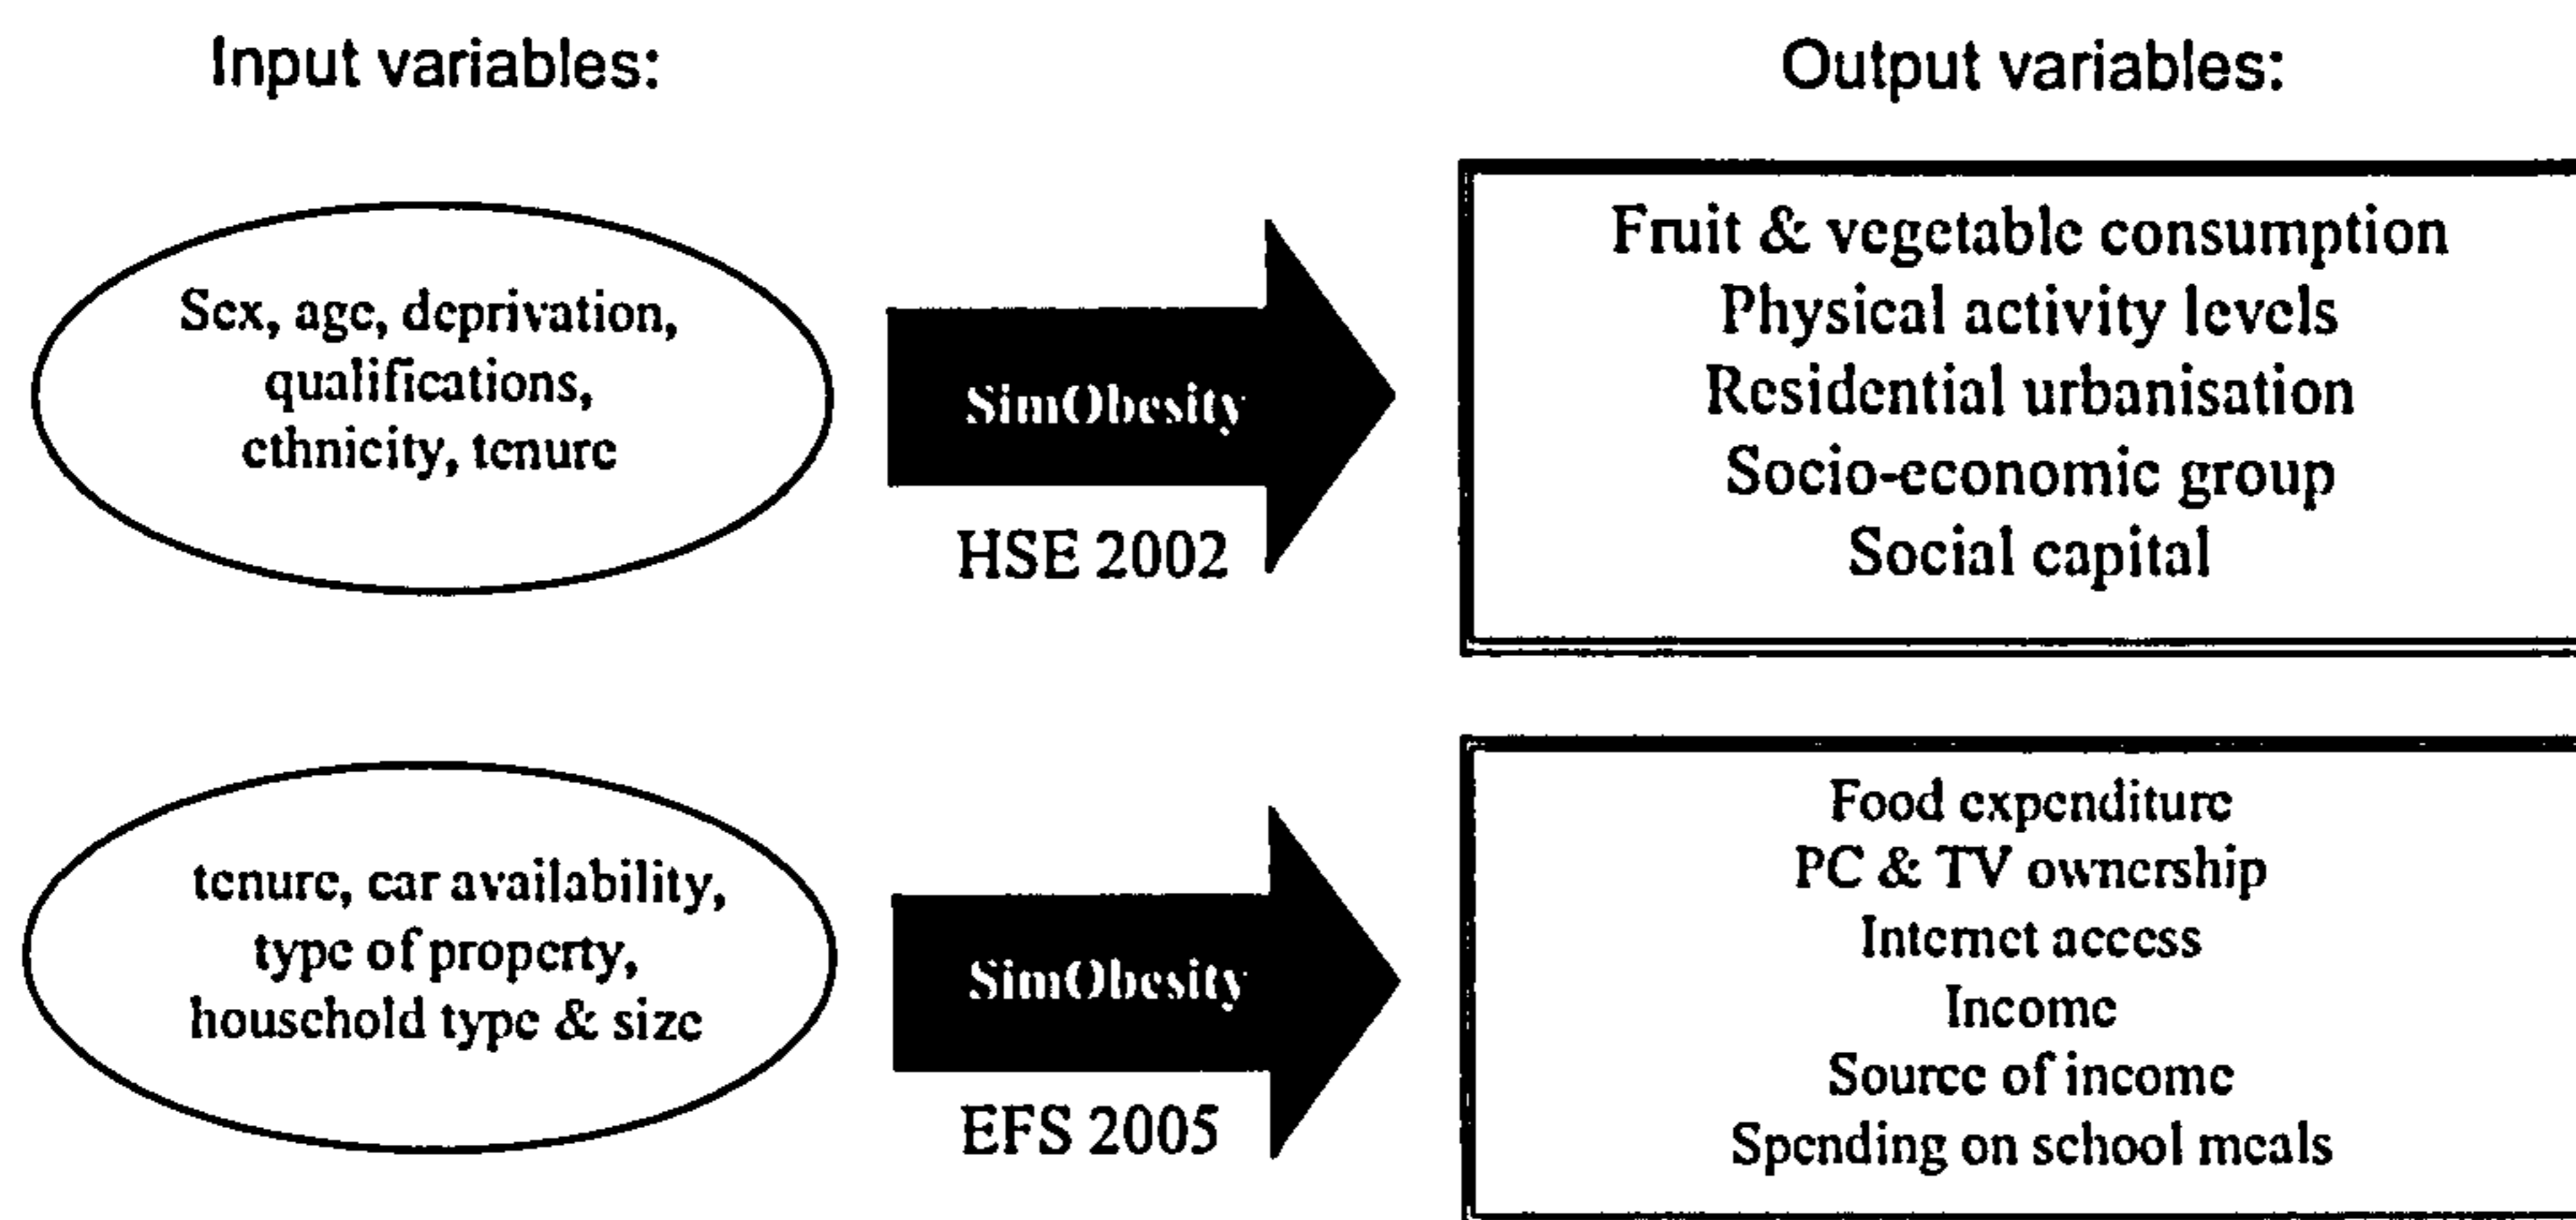 Input variables:
Output variables:
Sex, age, deprivation,
qualifications,
ethnicity, tenure
SimObesity
HSE 2002
Fruit & vegetable consumption
Physical activity levels
Residential urbanisation
Socio-economic group
Social capital
tenure, car availability,
type of property,
household type & size
SimObesity
EFS 2005
Food expenditure
PC & TV ownership
Internet access
Income
Source of income
Spending on school meals